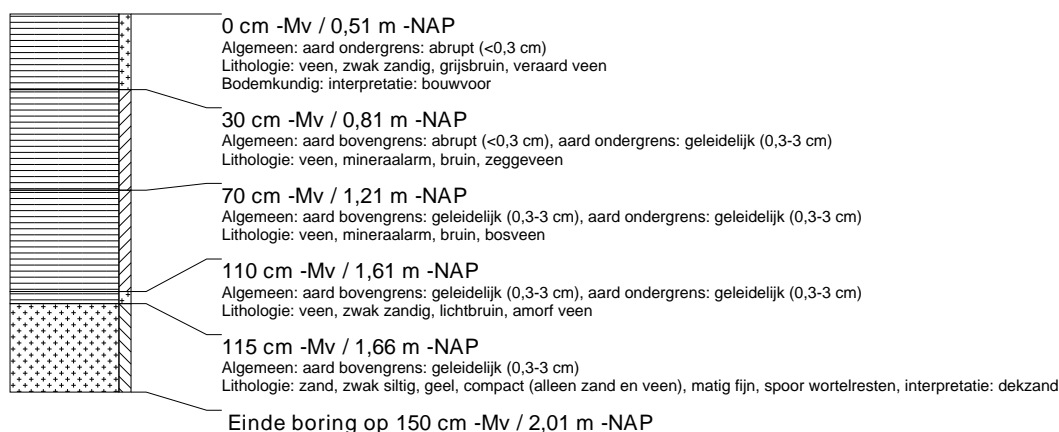 0 cm -Mv / 0,51 m -NAP
Algemeen: aard ondergrens: abrupt (<0,3 cm)
Lithologie: veen, zwak zandig, grijsbruin, veraard veen
Bodemkundig: interpretatie: bouwvoor
30 cm -Mv / 0,81 m -NAP
Algemeen: aard bovengrens: abrupt (<0,3 cm), aard ondergrens: geleidelijk (0,3-3 cm)
Lithologie: veen, mineraalarm, bruin, zeggeveen
70 cm -Mv / 1,21 m -NAP
Algemeen: aard bovengrens: geleidelijk (0,3-3 cm), aard ondergrens: geleidelijk (0,3-3 cm)
Lithologie: veen, mineraalarm, bruin, bosveen
110 cm -Mv / 1,61 m -NAP
Algemeen: aard bovengrens: geleidelijk (0,3-3 cm), aard ondergrens: geleidelijk (0,3-3 cm)
Lithologie: veen, zwak zandig, lichtbruin, amorf veen
115 cm -Mv / 1,66 m -NAP
Algemeen: aard bovengrens: geleidelijk (0,3-3 cm)
Lithologie: zand, zwak siltig, geel, compact (alleen zand en veen), matig fijn, spoor wortelresten, interpretatie: dekzand
Einde boring op 150 cm -Mv / 2,01 m -NAP